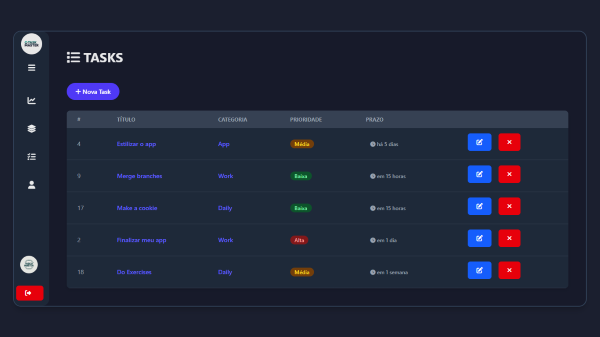 TASKS
+ Nova Task
# TÍTULO CATEGORIA PRIORIDADE PRAZO
4 Estilizar o app App Média há 5 dias
9 Merge branches Work Baixa em 15 horas
17 Make a cookie Daily Baixa em 15 horas
2 Finalizar meu app Work Alta em 1 dia
18 Do Exercises Daily Média em 1 semana